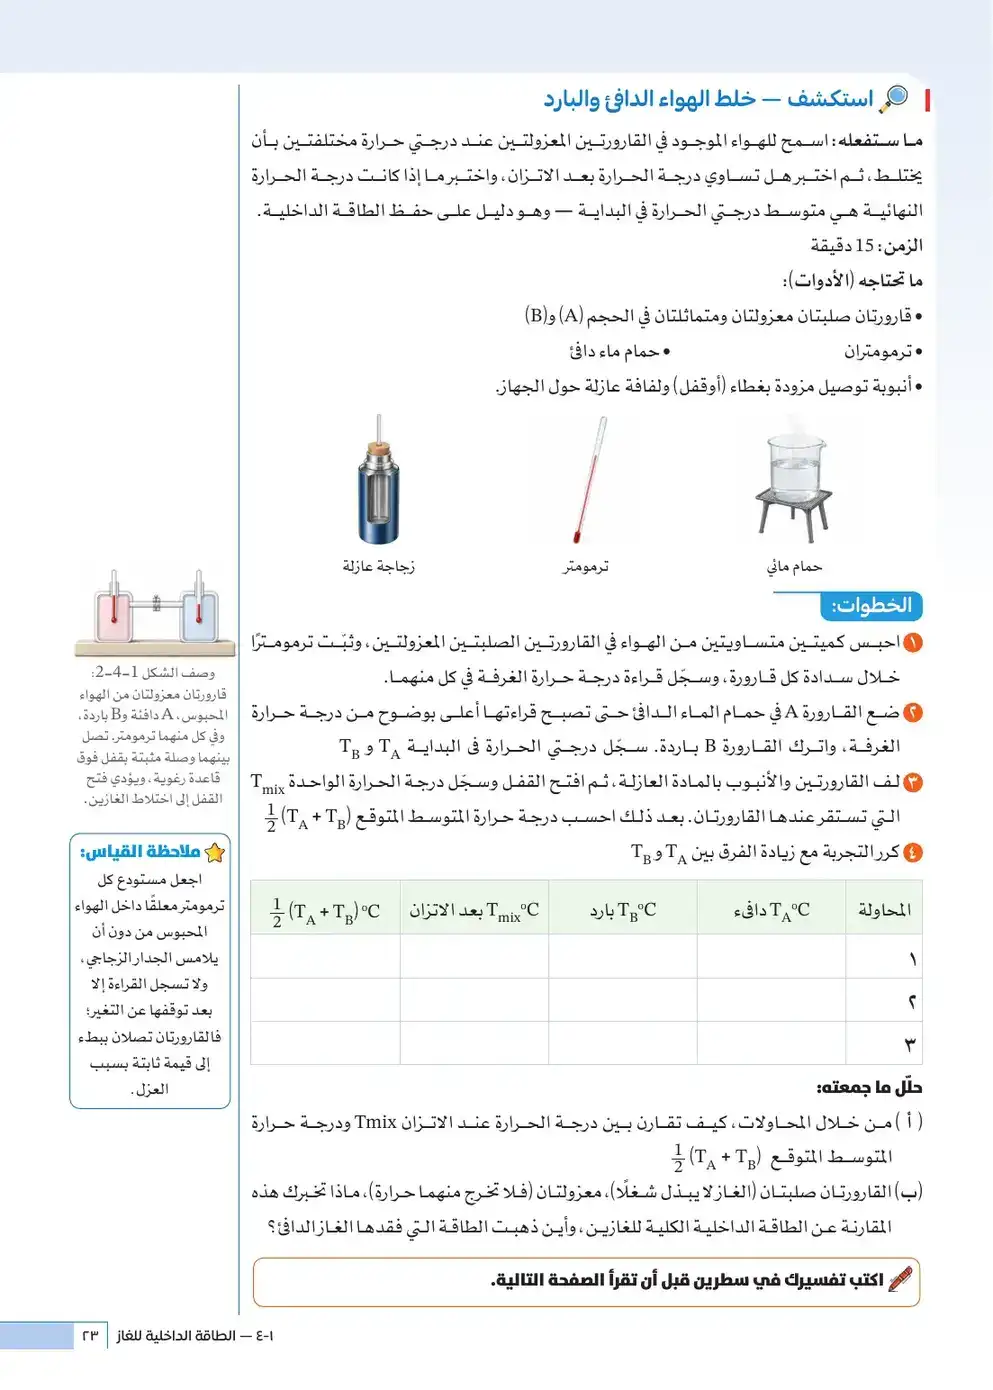 استكشف — خلط الهواء الدافئ والبارد
ما ستفعله: اسمح للهواء الموجود في القارورتين المعزولتين عند درجتي حرارة مختلفتين بأن
يختلط، ثم اختبر هل تساوي درجة الحرارة بعد الاتزان، واختبر ما إذا كانت درجة الحرارة
النهائية هي متوسط درجتي الحرارة في البداية — وهو دليل على حفظ الطاقة الداخلية.
الزمن: 15 دقيقة
ما تحتاجه (الأدوات):
• قارورتان صلبتان معزولتان ومتماثلتان في الحجم (A) و(B)
• ترمومتران • حمام ماء دافئ
• أنبوبة توصيل مزودة بغطاء (أوقفل) ولفافة عازلة حول الجهاز.
حمام مائي ترمومتر زجاجة عازلة
الخطوات:
١ احبس كميتين متساويتين من الهواء في القارورتين الصلبتين المعزولتين، وثبّت ترمومترًا
خلال سدادة كل قارورة، وسجّل قراءة درجة حرارة الغرفة في كل منهما.
٢ ضع القارورة A في حمام الماء الدافئ حتى تصبح قراءتها أعلى بوضوح من درجة حرارة
الغرفة، واترك القارورة B باردة. سجّل درجتي الحرارة في البداية T_A و T_B
٣ لف القارورتين والأنبوب بالمادة العازلة، ثم افتح القفل وسجّل درجة الحرارة الواحدة T_mix
التي تستقر عندها القارورتان. بعد ذلك احسب درجة حرارة المتوسط المتوقع ½ (T_A + T_B)
٤ كرر التجربة مع زيادة الفرق بين T_A و T_B
المحاولة T_A°C دافىء T_B°C بارد T_mix°C بعد الاتزان ½ (T_A + T_B) °C
١
٢
٣
حلّل ما جمعته:
( أ ) من خلال المحاولات، كيف تقارن بين درجة الحرارة عند الاتزان Tmix ودرجة حرارة
المتوسط المتوقع ½ (T_A + T_B)
(ب) القارورتان صلبتان (الغاز لا يبذل شغلًا)، معزولتان (فلا تخرج منهما حرارة)، ماذا تخبرك هذه
المقارنة عن الطاقة الداخلية الكلية للغازين، وأين ذهبت الطاقة التي فقدها الغاز الدافئ؟
اكتب تفسيرك في سطرين قبل أن تقرأ الصفحة التالية.
وصف الشكل 1-4-2:
قارورتان معزولتان من الهواء
المحبوس، A دافئة وB باردة،
وفي كل منهما ترمومتر. تصل
بينهما وصلة مثبتة بقفل فوق
قاعدة رغوية، ويؤدي فتح
القفل إلى اختلاط الغازين.
ملاحظة القياس:
اجعل مستودع كل
ترمومتر معلقًا داخل الهواء
المحبوس من دون أن
يلامس الجدار الزجاجي،
ولا تسجل القراءة إلا
بعد توقفها عن التغير؛
فالقارورتان تصلان ببطء
إلى قيمة ثابتة بسبب
العزل.
١-٤ — الطاقة الداخلية للغاز ٢٣